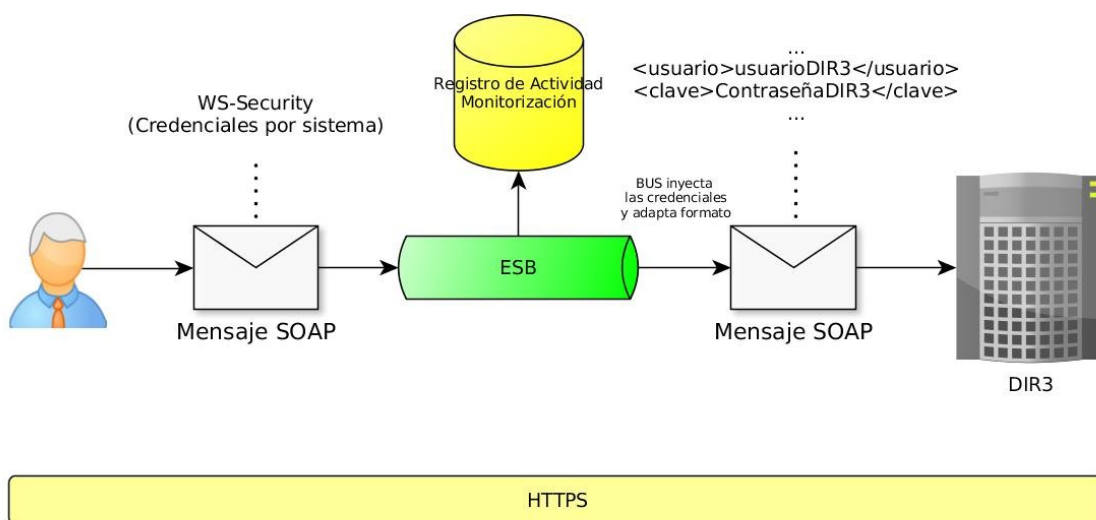 WS-Security
(Credenciales por sistema)
Registro de Actividad
Monitorización
...
<usuario>usuarioDIR3</usuario>
<clave>ContraseñaDIR3</clave>
...
BUS inyecta
las credenciales
y adapta formato
ESB
Mensaje SOAP
Mensaje SOAP
DIR3
HTTPS